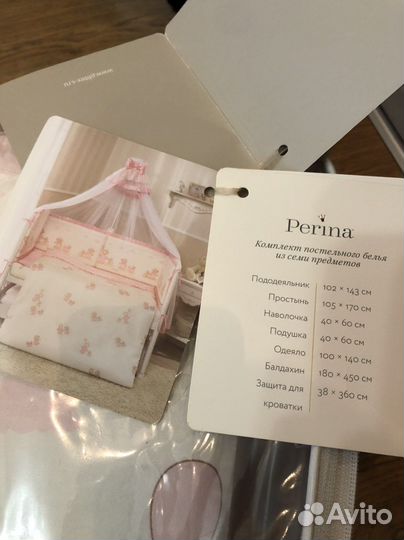 Perina
Комплект постельного белья
из семи предметов
Пододеяльник 102 × 143 см
Простынь 105 × 170 см
Наволочка 40 × 60 см
Подушка 40 × 60 см
Одеяло 100 × 140 см
Балдахин 180 × 450 см
Защита для кроватки 38 × 360 см
Avito